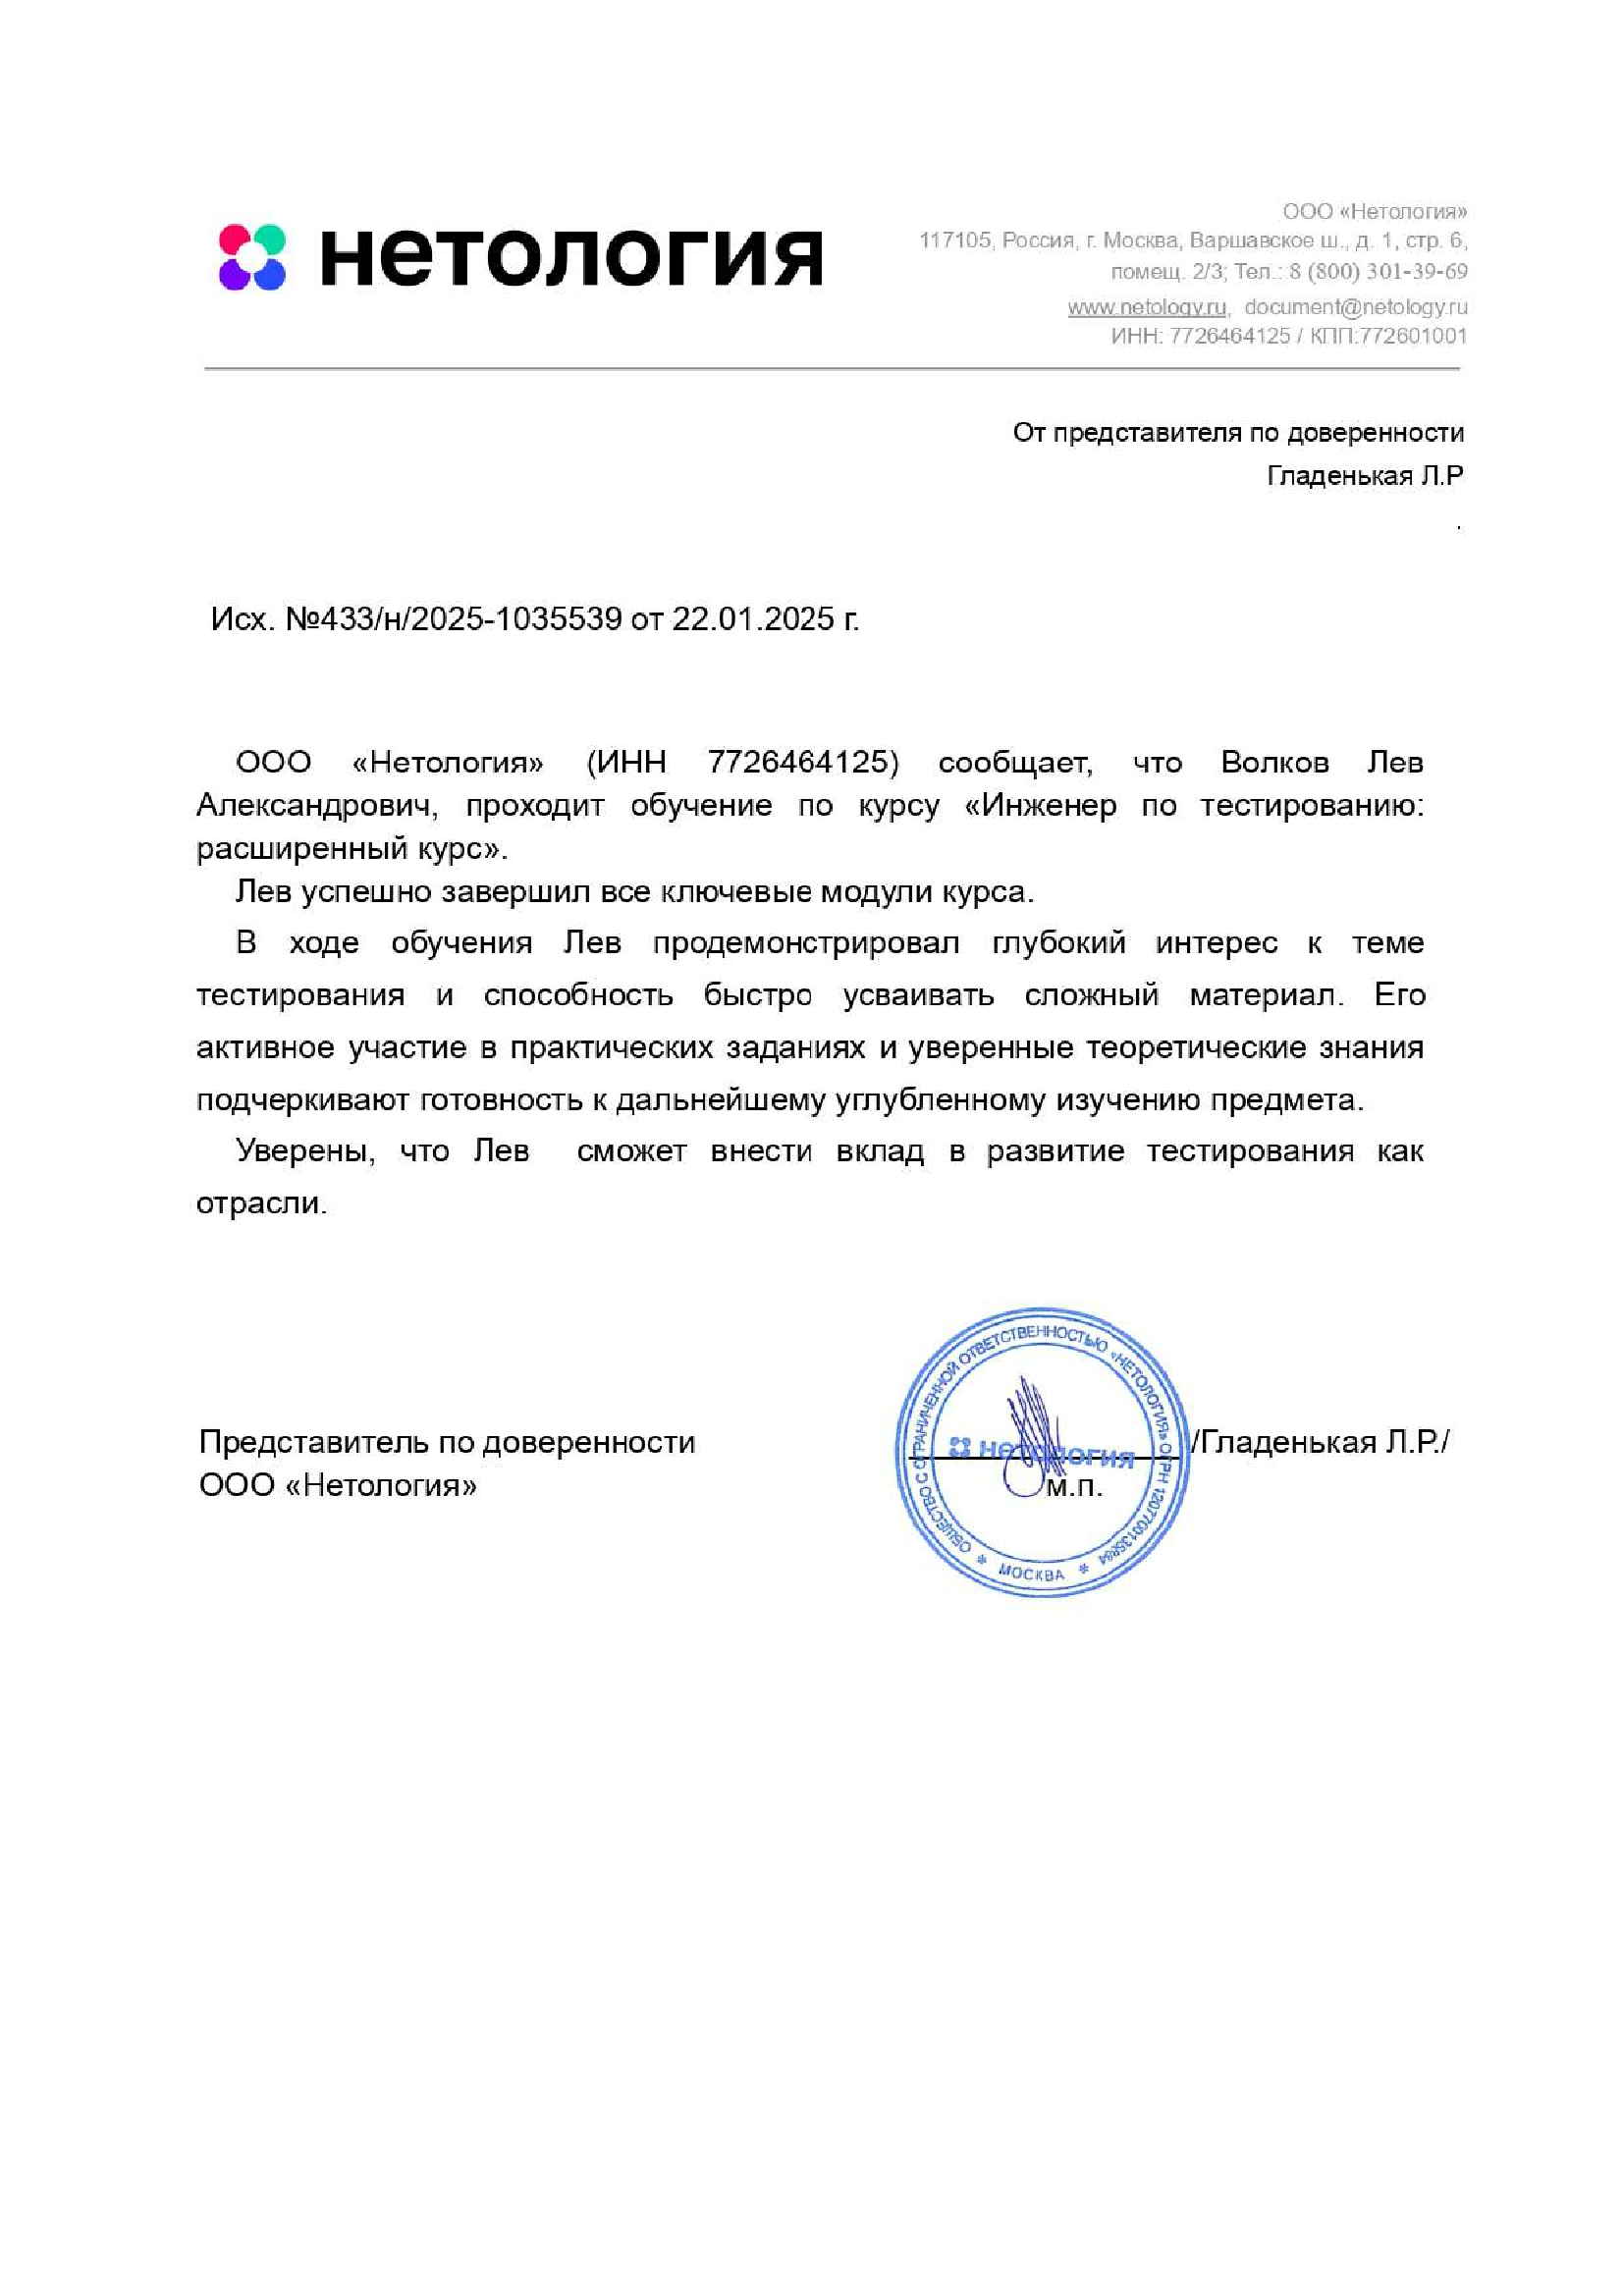 нетология
ООО «Нетология»
117105, Россия, г. Москва, Варшавское ш., д. 1, стр. 6,
помещ. 2/3; Тел.: 8 (800) 301-39-69
www.netology.ru, document@netology.ru
ИНН: 7726464125 / КПП:772601001
От представителя по доверенности
Гладенькая Л.Р
.
Исх. №433/н/2025-1035539 от 22.01.2025 г.
ООО «Нетология» (ИНН 7726464125) сообщает, что Волков Лев
Александрович, проходит обучение по курсу «Инженер по тестированию:
расширенный курс».
Лев успешно завершил все ключевые модули курса.
В ходе обучения Лев продемонстрировал глубокий интерес к теме
тестирования и способность быстро усваивать сложный материал. Его
активное участие в практических заданиях и уверенные теоретические знания
подчеркивают готовность к дальнейшему углубленному изучению предмета.
Уверены, что Лев сможет внести вклад в развитие тестирования как
отрасли.
Представитель по доверенности
ООО «Нетология»
/Гладенькая Л.Р./
м.п.
ОБЩЕСТВО С ОГРАНИЧЕННОЙ ОТВЕТСТВЕННОСТЬЮ «НЕТОЛОГИЯ» ОГРН 1207700135884
* МОСКВА *
нетология